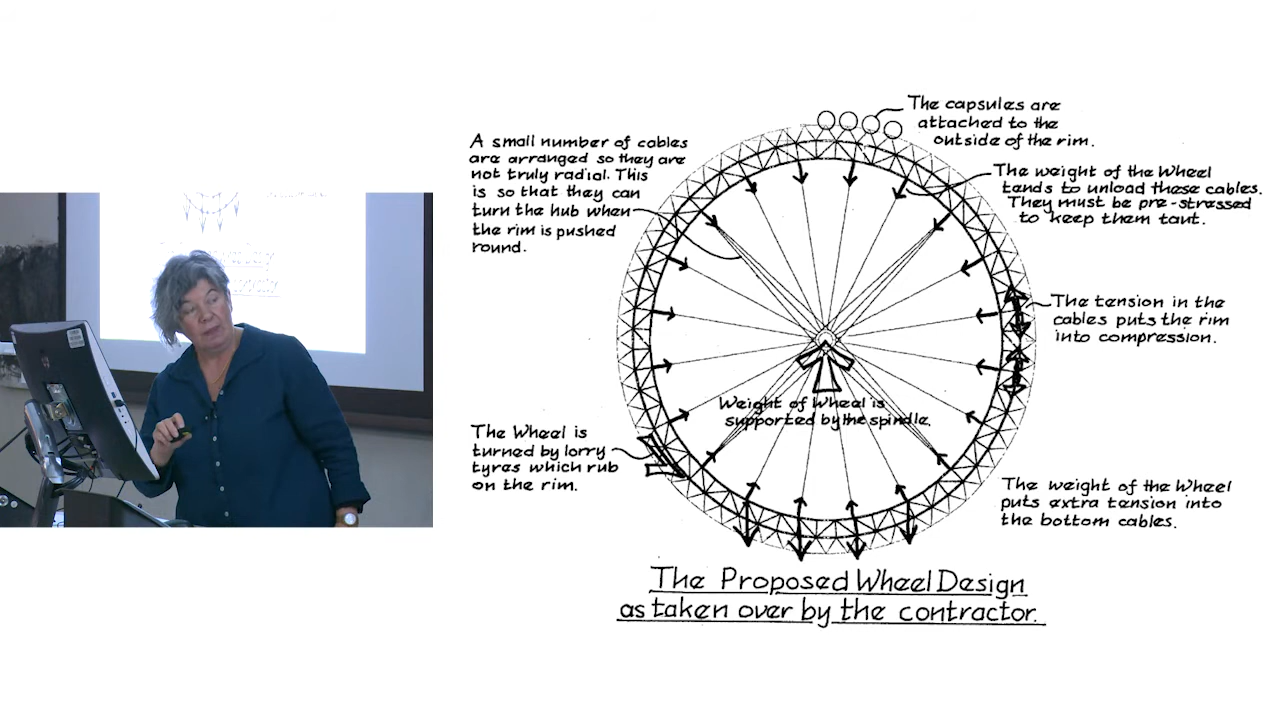 The capsules are
attached to the
outside of the rim.
A small number of cables
are arranged so they are
not truly radial. This
is so that they can
turn the hub when
the rim is pushed
round.
The weight of the Wheel
tends to unload these cables.
They must be pre-stressed
to keep them taut.
The tension in the
cables puts the rim
into compression.
Weight of Wheel is
supported by the spindle.
The Wheel is
turned by lorry
tyres which rub
on the rim.
The weight of the Wheel
puts extra tension into
the bottom cables.
The Proposed Wheel Design
as taken over by the contractor.